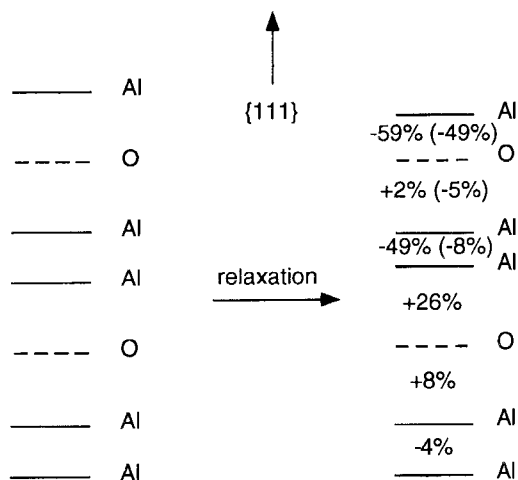 Al
{111}
Al
-59% (-49%)
O
O
+2% (-5%)
Al
Al
-49% (-8%)
Al
Al
relaxation
+26%
O
O
+8%
Al
Al
-4%
Al
Al